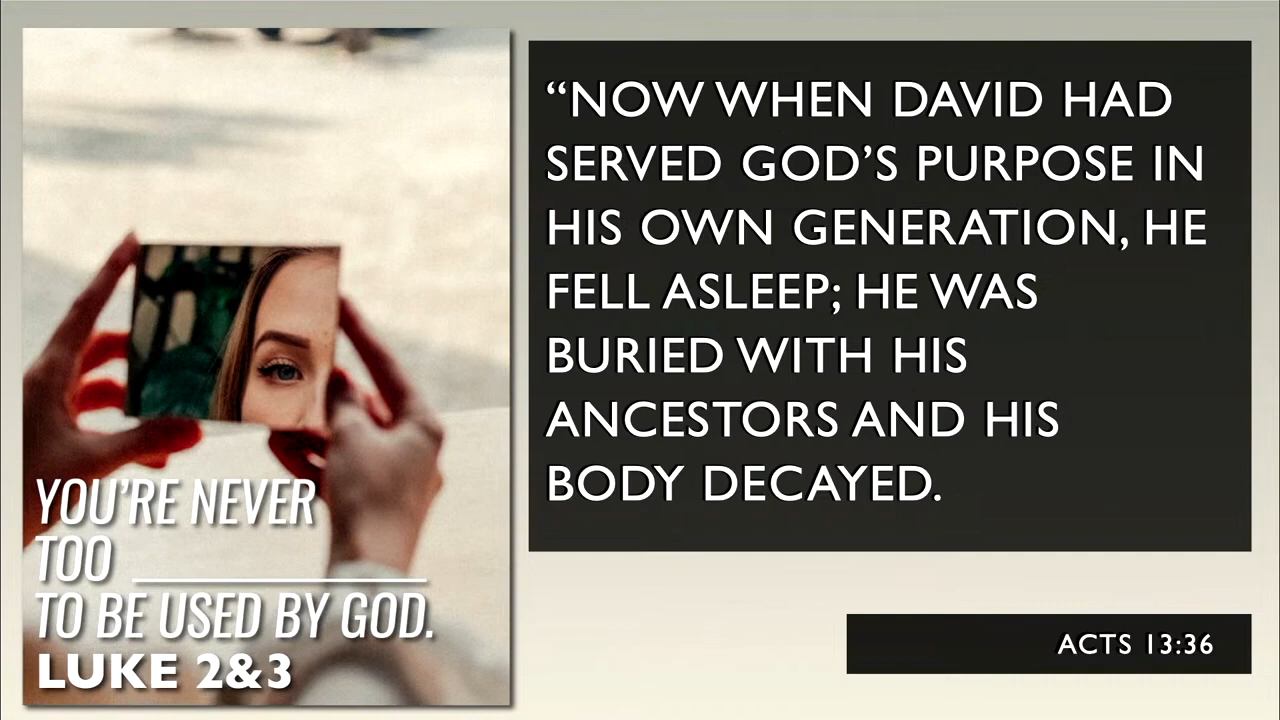 YOU'RE NEVER
TOO ____________
TO BE USED BY GOD.
LUKE 2&3
“NOW WHEN DAVID HAD
SERVED GOD’S PURPOSE IN
HIS OWN GENERATION, HE
FELL ASLEEP; HE WAS
BURIED WITH HIS
ANCESTORS AND HIS
BODY DECAYED.
ACTS 13:36